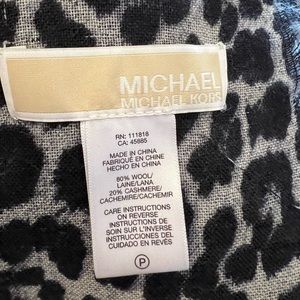 MICHAEL
MICHAEL KORS
RN: 111818
CA: 45885
MADE IN CHINA
FABRIQUÉ EN CHINE
HECHO EN CHINA
80% WOOL/
LAINE/LANA
20% CASHMERE/
CACHEMIRE/CACHEMIR
CARE INSTRUCTIONS
ON REVERSE
INSTRUCTIONS DE
SOIN SUR L'INVERSE
INSTRUCCIONES DEL
CUIDADO EN REVÉS
P